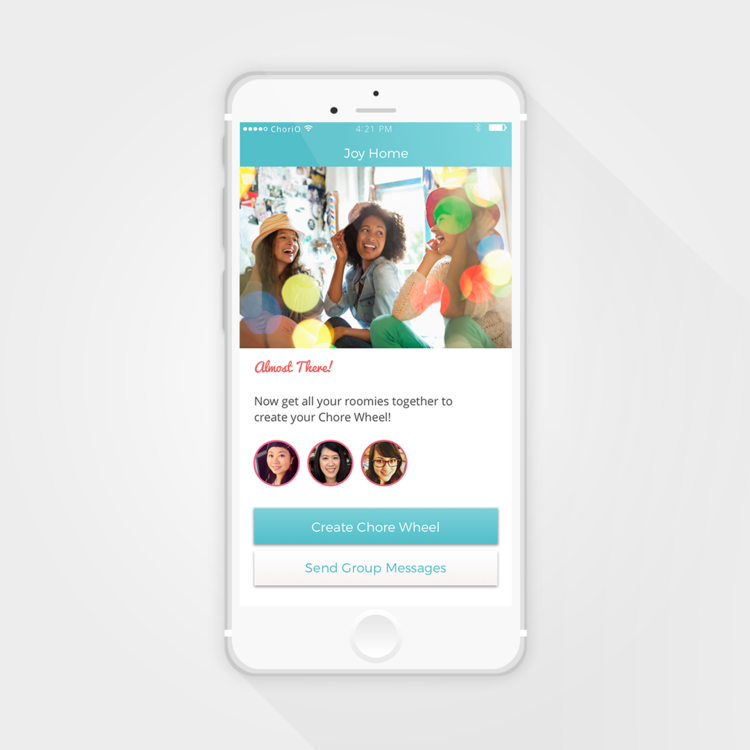 ChoriO 4:21 PM
Joy Home
Almost There!
Now get all your roomies together to
create your Chore Wheel!
Create Chore Wheel
Send Group Messages